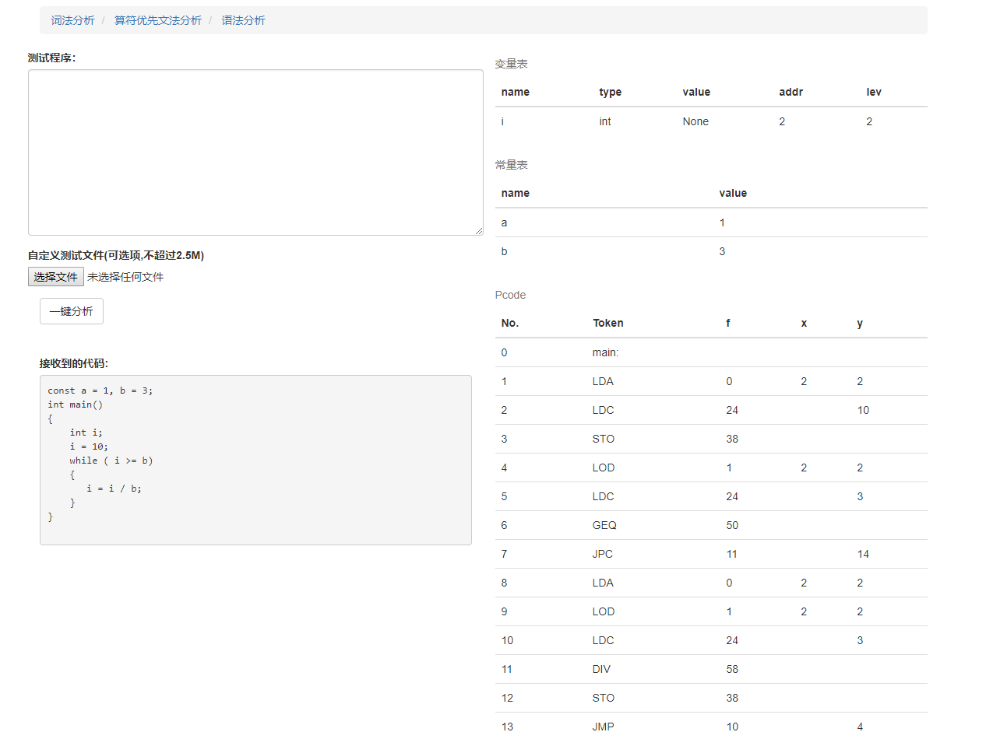 词法分析 / 算符优先文法分析 / 语法分析
测试程序:
自定义测试文件(可选项,不超过2.5M)
选择文件 未选择任何文件
一键分析
接收到的代码:
const a = 1, b = 3;
int main()
{
    int i;
    i = 10;
    while ( i >= b)
    {
       i = i / b;
    }
}
变量表
name type value addr lev
i int None 2 2
常量表
name value
a 1
b 3
Pcode
No. Token f x y
0 main:
1 LDA 0 2 2
2 LDC 24 10
3 STO 38
4 LOD 1 2 2
5 LDC 24 3
6 GEQ 50
7 JPC 11 14
8 LDA 0 2 2
9 LOD 1 2 2
10 LDC 24 3
11 DIV 58
12 STO 38
13 JMP 10 4